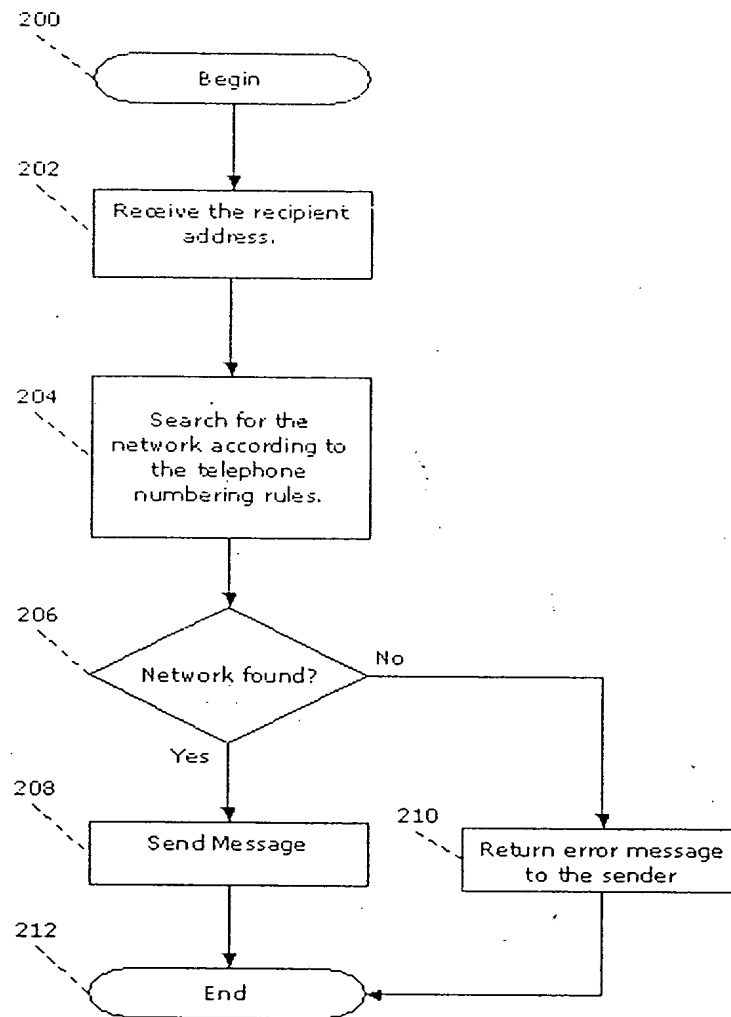 200
Begin
202
Receive the recipient
address.
204
Search for the
network according to
the telephone
numbering rules.
206
Network found?
No
Yes
208
Send Message
210
Return error message
to the sender
212
End